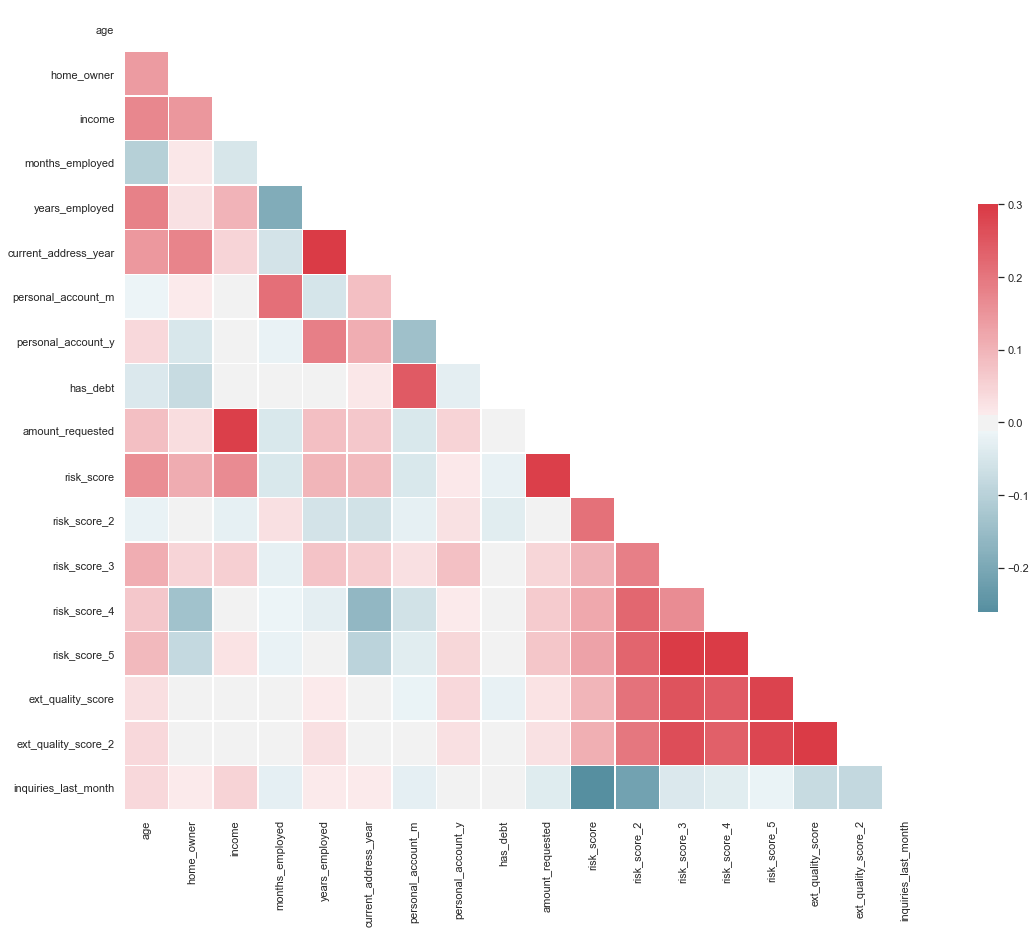 age
home_owner
income
months_employed
years_employed
current_address_year
personal_account_m
personal_account_y
has_debt
amount_requested
risk_score
risk_score_2
risk_score_3
risk_score_4
risk_score_5
ext_quality_score
ext_quality_score_2
inquiries_last_month
age
home_owner
income
months_employed
years_employed
current_address_year
personal_account_m
personal_account_y
has_debt
amount_requested
risk_score
risk_score_2
risk_score_3
risk_score_4
risk_score_5
ext_quality_score
ext_quality_score_2
inquiries_last_month
0.3
0.2
0.1
0.0
−0.1
−0.2